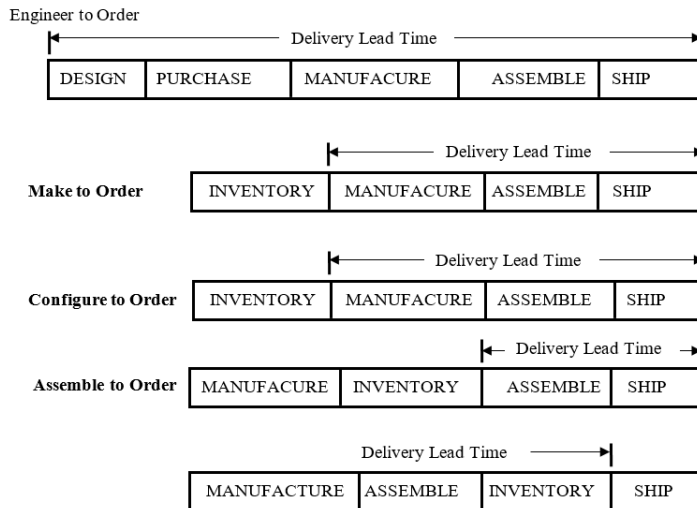 Engineer to Order
Delivery Lead Time
DESIGN PURCHASE MANUFACURE ASSEMBLE SHIP
Delivery Lead Time
Make to Order INVENTORY MANUFACURE ASSEMBLE SHIP
Delivery Lead Time
Configure to Order INVENTORY MANUFACURE ASSEMBLE SHIP
Delivery Lead Time
Assemble to Order MANUFACURE INVENTORY ASSEMBLE SHIP
Delivery Lead Time
MANUFACTURE ASSEMBLE INVENTORY SHIP